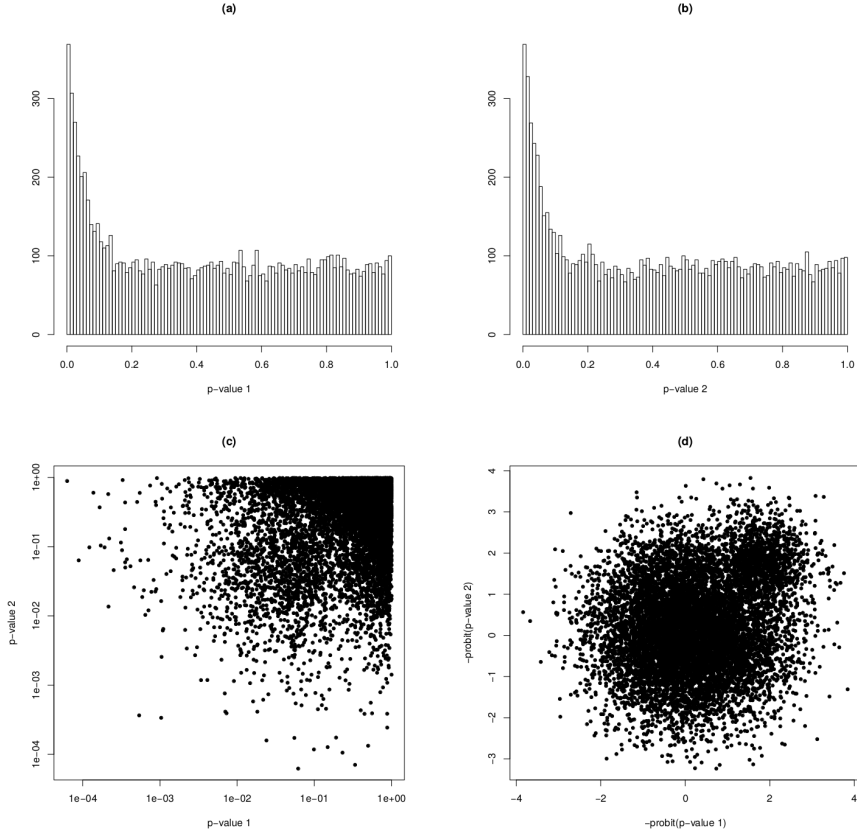 (a)
300
200
100
0
0.0 0.2 0.4 0.6 0.8 1.0
p−value 1
(b)
300
200
100
0
0.0 0.2 0.4 0.6 0.8 1.0
p−value 2
(c)
1e+00
1e−01
1e−02
1e−03
1e−04
p−value 2
1e−04 1e−03 1e−02 1e−01 1e+00
p−value 1
(d)
4
3
2
1
0
−1
−2
−3
−probit(p−value 2)
−4 −2 0 2 4
−probit(p−value 1)